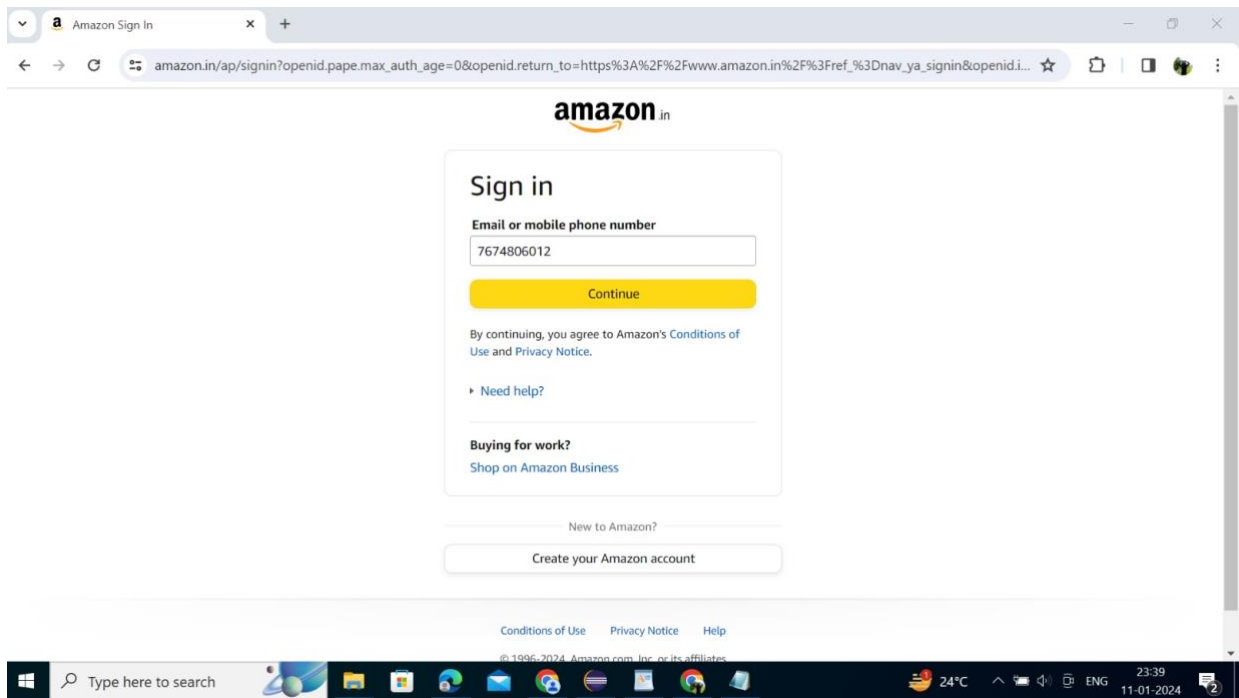 a Amazon Sign In
amazon.in/ap/signin?openid.pape.max_auth_age=0&openid.return_to=https%3A%2F%2Fwww.amazon.in%2F%3Fref_%3Dnav_ya_signin&openid.i...
amazon.in
Sign in
Email or mobile phone number
7674806012
Continue
By continuing, you agree to Amazon's Conditions of
Use and Privacy Notice.
Need help?
Buying for work?
Shop on Amazon Business
New to Amazon?
Create your Amazon account
Conditions of Use Privacy Notice Help
© 1996-2024, Amazon.com, Inc. or its affiliates
Type here to search
24°C ENG 23:39
11-01-2024
2